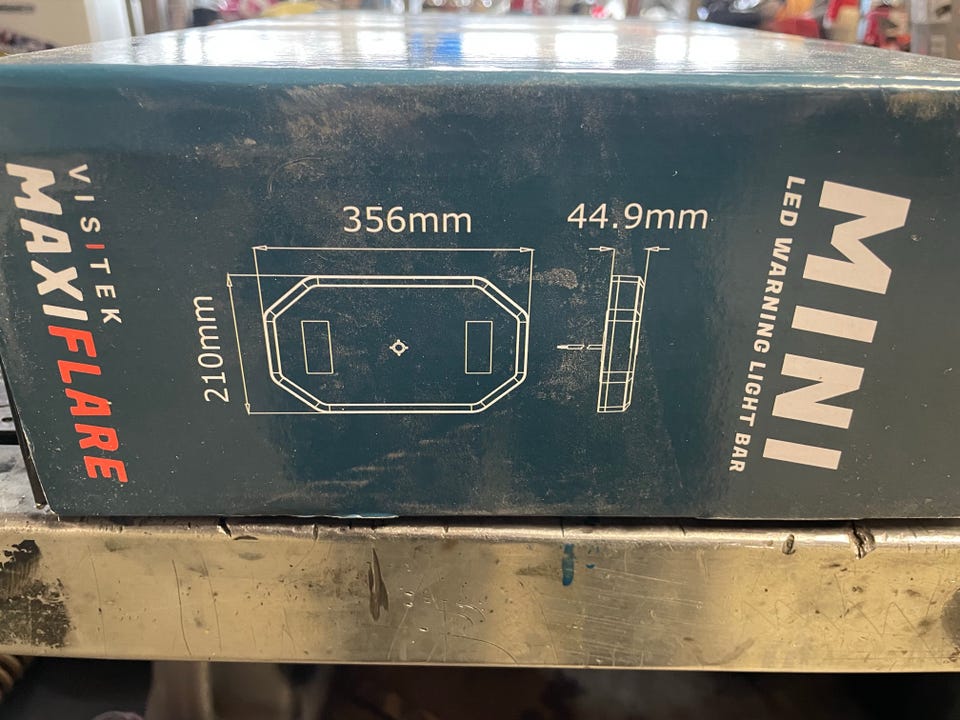 VISITEK
MAXIFLARE
356mm
44.9mm
210mm
MINI
LED WARNING LIGHT BAR